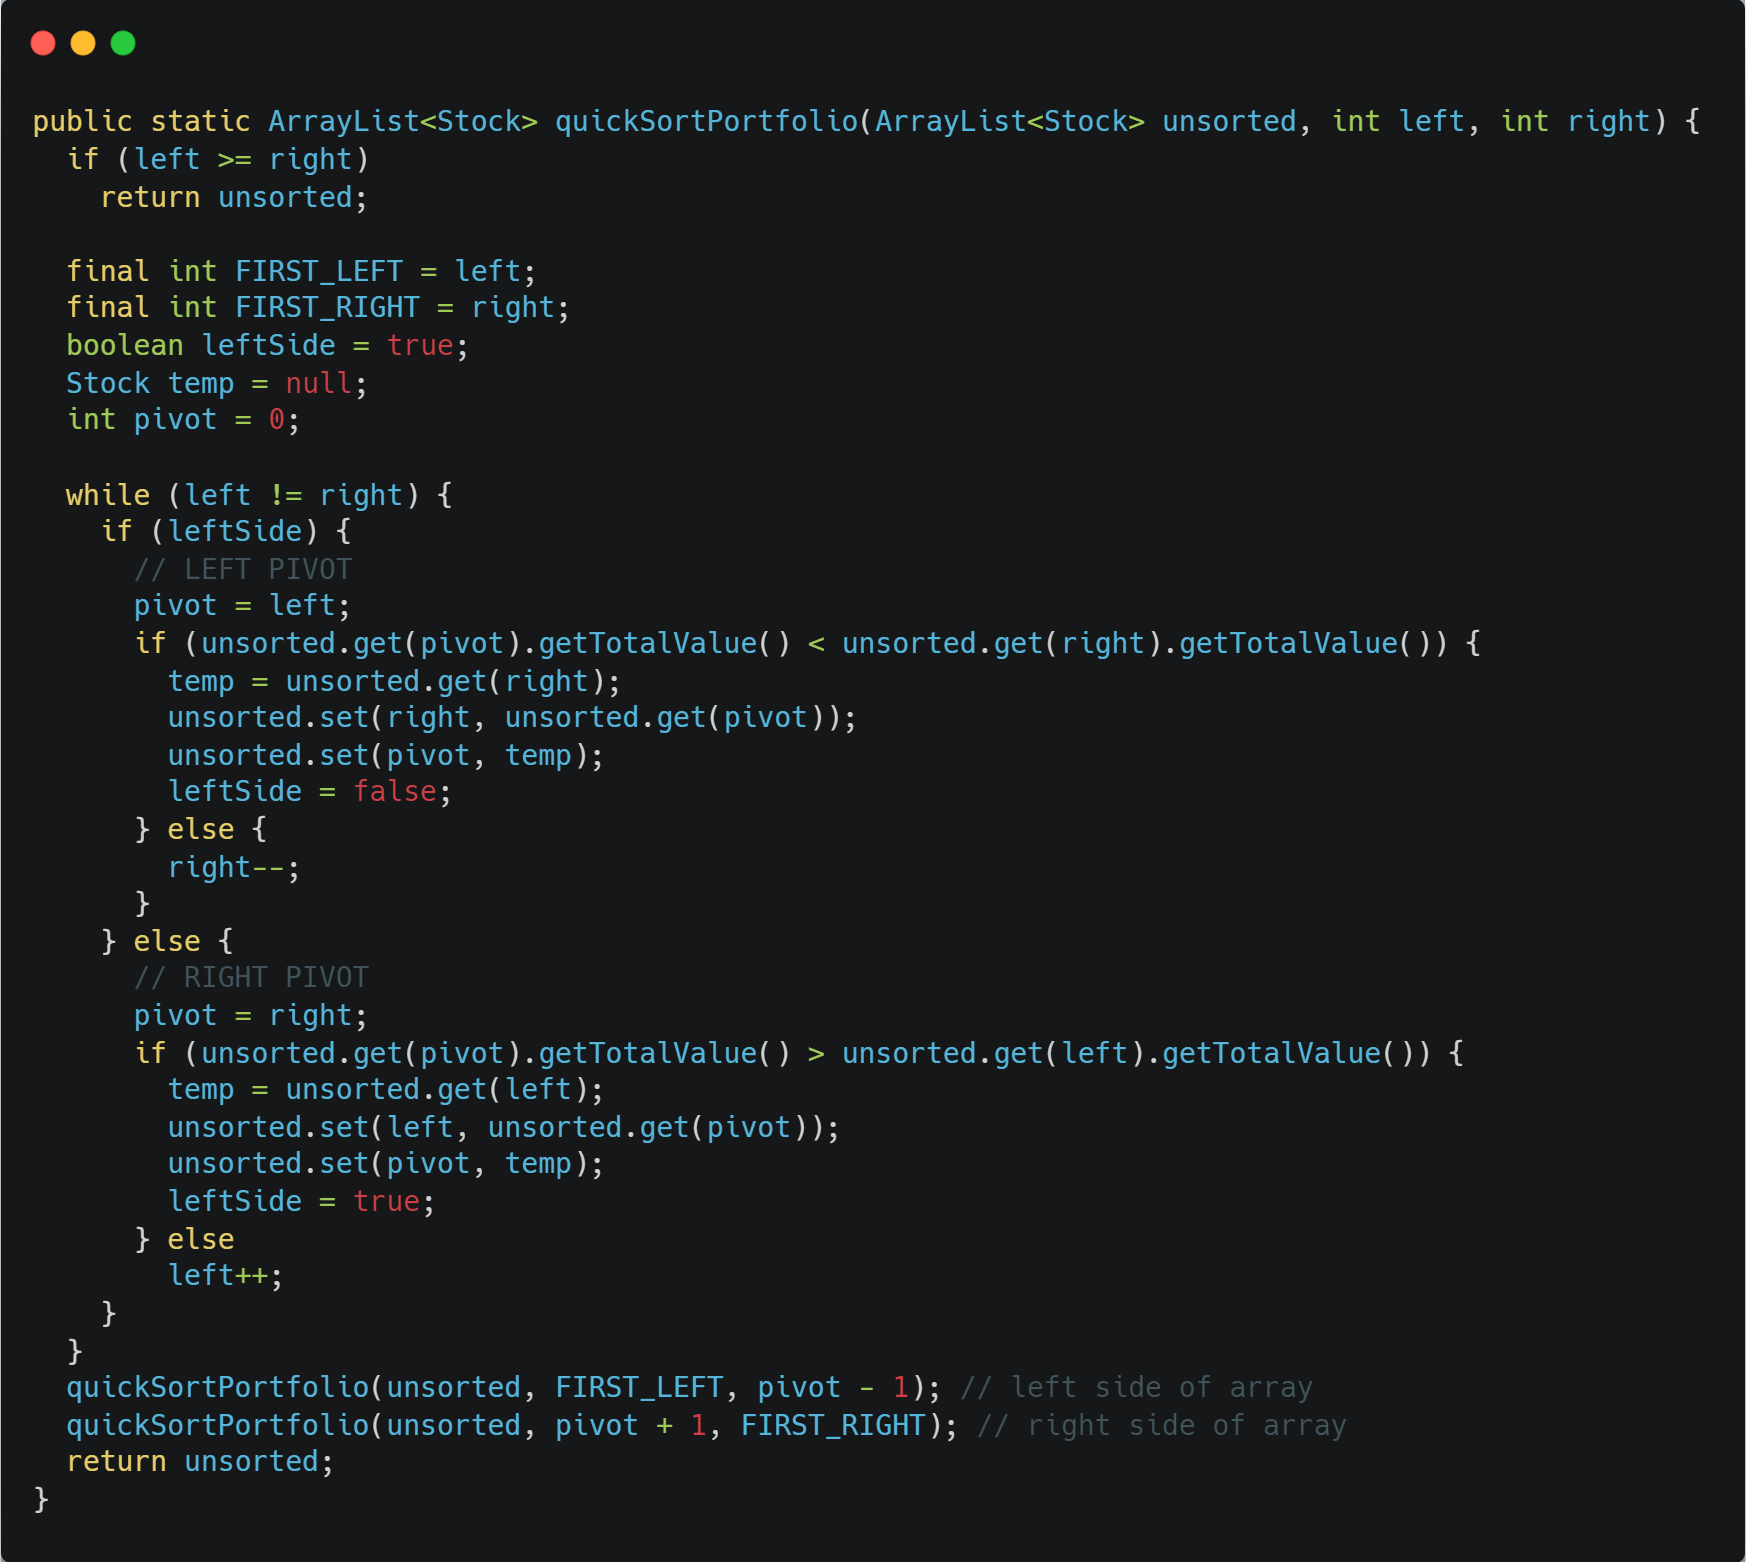 public static ArrayList<Stock> quickSortPortfolio(ArrayList<Stock> unsorted, int left, int right) {
  if (left >= right)
    return unsorted;

  final int FIRST_LEFT = left;
  final int FIRST_RIGHT = right;
  boolean leftSide = true;
  Stock temp = null;
  int pivot = 0;

  while (left != right) {
    if (leftSide) {
      // LEFT PIVOT
      pivot = left;
      if (unsorted.get(pivot).getTotalValue() < unsorted.get(right).getTotalValue()) {
        temp = unsorted.get(right);
        unsorted.set(right, unsorted.get(pivot));
        unsorted.set(pivot, temp);
        leftSide = false;
      } else {
        right--;
      }
    } else {
      // RIGHT PIVOT
      pivot = right;
      if (unsorted.get(pivot).getTotalValue() > unsorted.get(left).getTotalValue()) {
        temp = unsorted.get(left);
        unsorted.set(left, unsorted.get(pivot));
        unsorted.set(pivot, temp);
        leftSide = true;
      } else
        left++;
    }
  }
  quickSortPortfolio(unsorted, FIRST_LEFT, pivot - 1); // left side of array
  quickSortPortfolio(unsorted, pivot + 1, FIRST_RIGHT); // right side of array
  return unsorted;
}